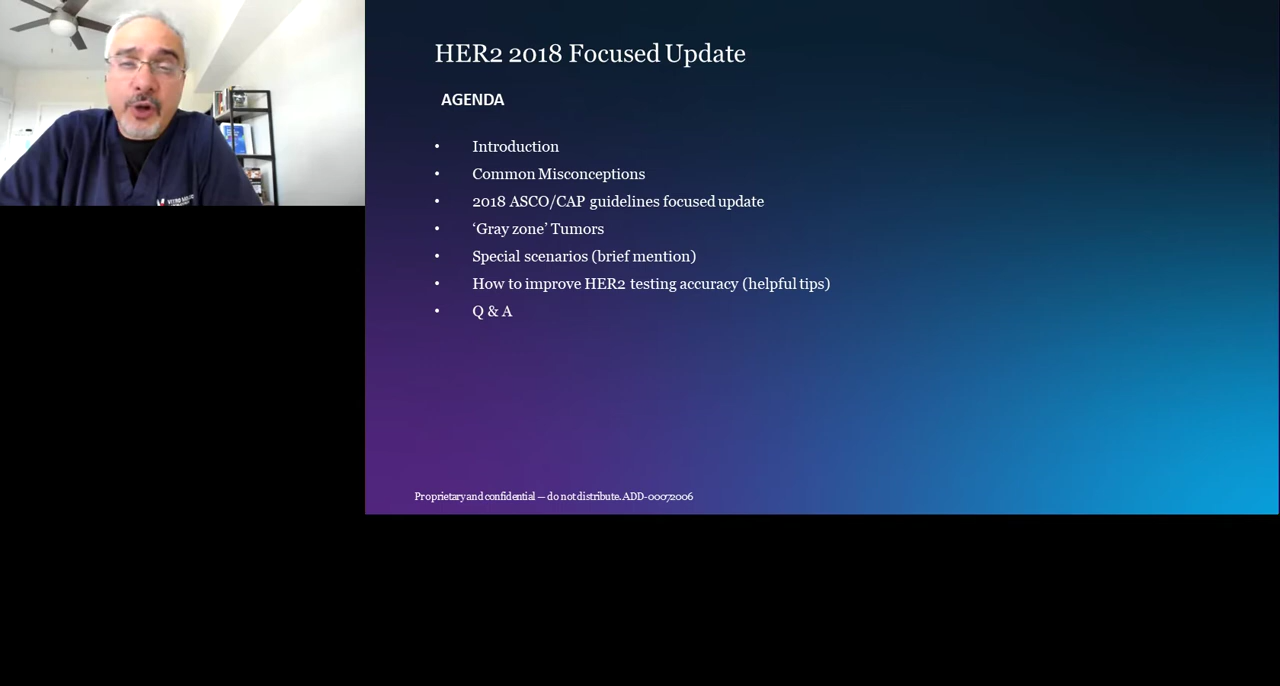 HER2 2018 Focused Update
AGENDA
• Introduction
• Common Misconceptions
• 2018 ASCO/CAP guidelines focused update
• ‘Gray zone’ Tumors
• Special scenarios (brief mention)
• How to improve HER2 testing accuracy (helpful tips)
• Q & A
Proprietary and confidential — do not distribute. ADD-00072006